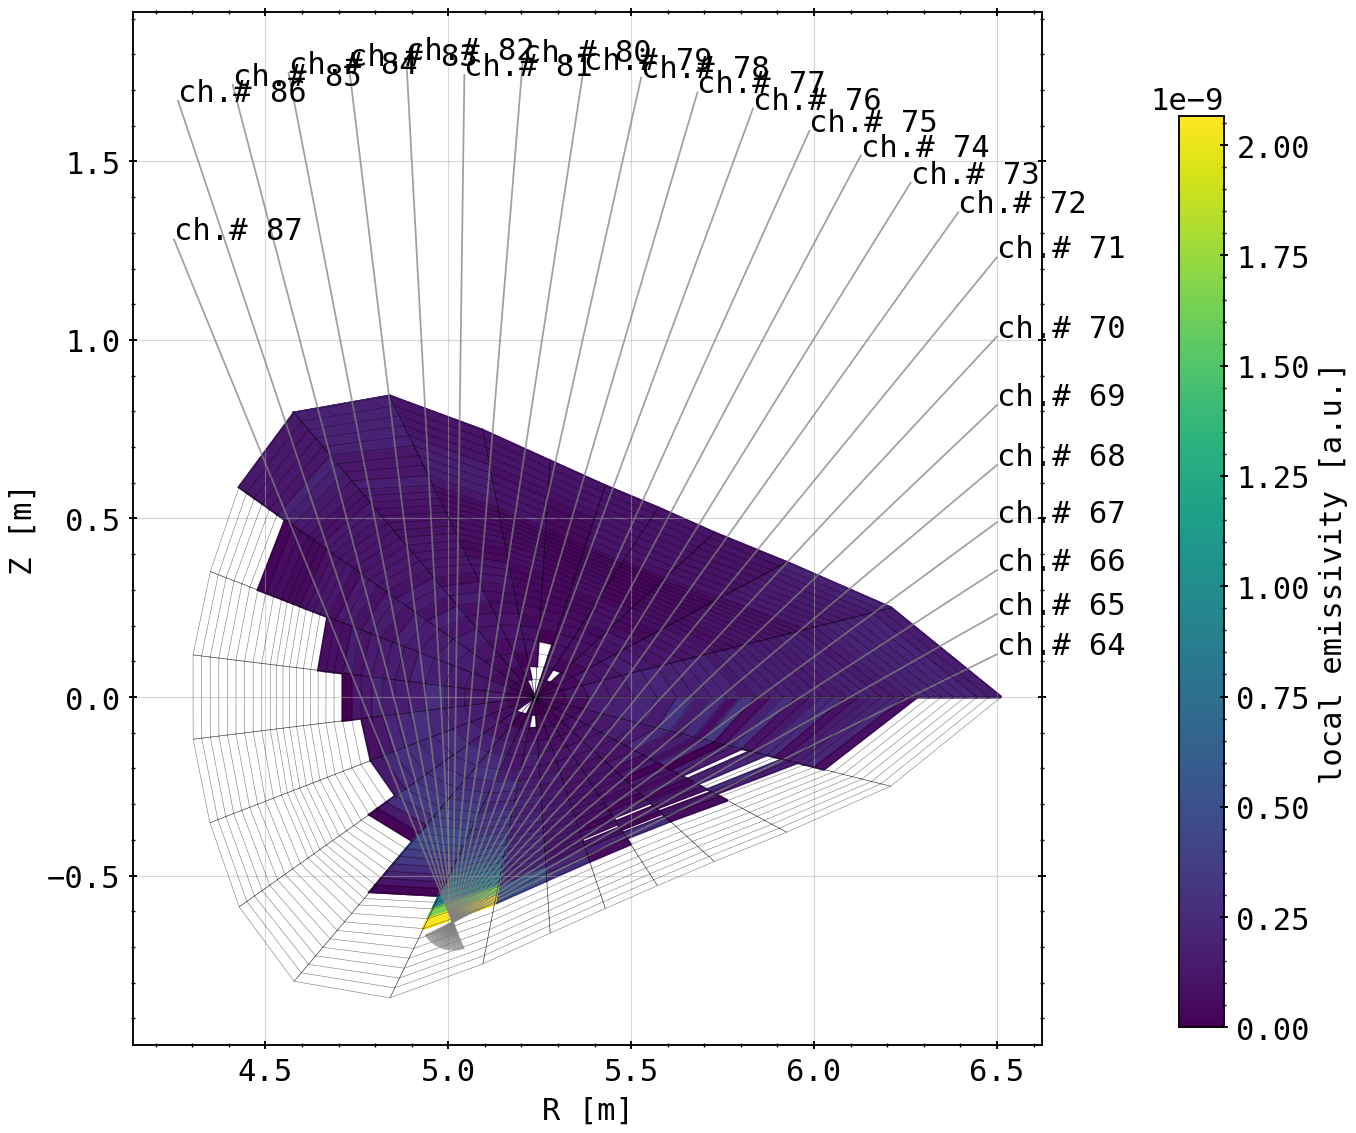 ch.# 82
ch.# 80
ch.# 83
ch.# 79
ch.# 84
ch.# 81
ch.# 78
ch.# 85
ch.# 77
ch.# 86
ch.# 76
1e−9
ch.# 75
ch.# 74
ch.# 73
ch.# 72
ch.# 87
ch.# 71
ch.# 70
ch.# 69
ch.# 68
ch.# 67
ch.# 66
ch.# 65
ch.# 64
1.5
1.0
0.5
0.0
−0.5
Z [m]
4.5
5.0
5.5
6.0
6.5
R [m]
2.00
1.75
1.50
1.25
1.00
0.75
0.50
0.25
0.00
local emissivity [a.u.]